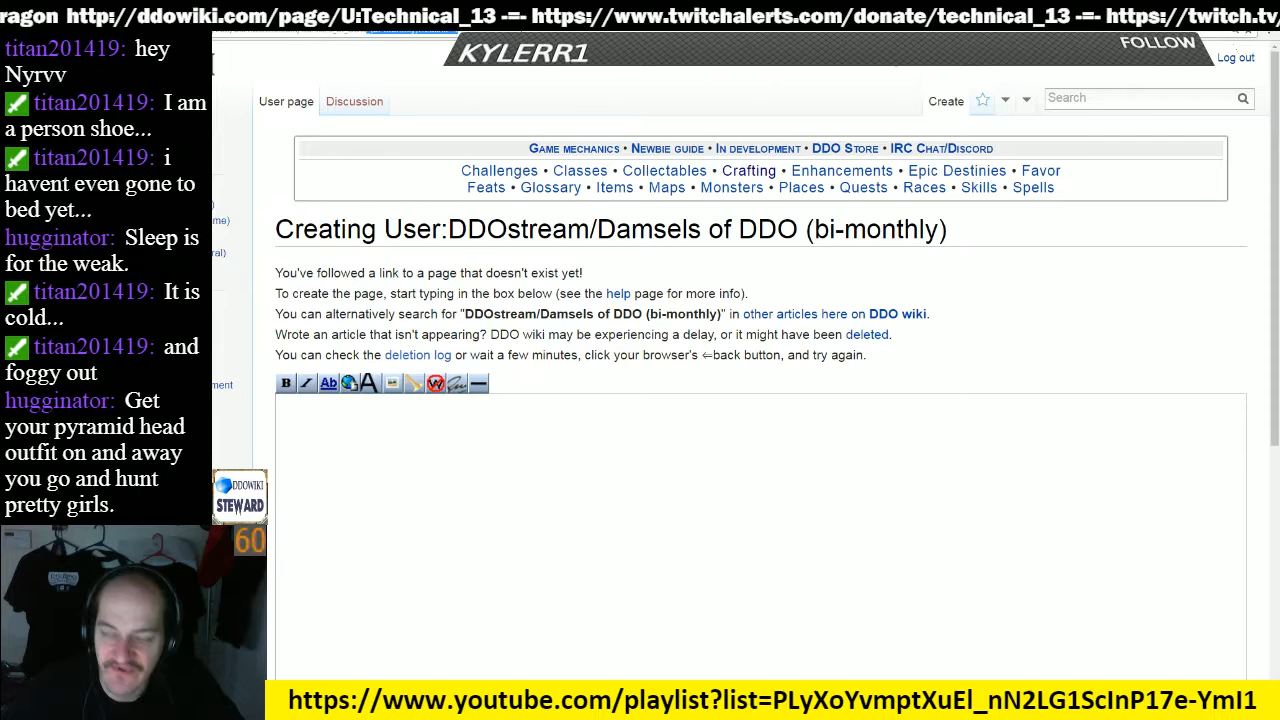 ragon http://ddowiki.com/page/U:Technical_13 -=- https://www.twitchalerts.com/donate/technical_13 -=- https://twitch.tv/
titan201419: hey
Nyrvv
titan201419: I am
a person shoe...
titan201419: i
havent even gone to
bed yet...
hugginator: Sleep is
for the weak.
titan201419: It is
cold...
titan201419: and
foggy out
hugginator: Get
your pyramid head
outfit on and away
you go and hunt
pretty girls.
KYLERR1
FOLLOW
Log out
User page
Discussion
Create
Search
Game mechanics • Newbie guide • In development • DDO Store • IRC Chat/Discord
Challenges • Classes • Collectables • Crafting • Enhancements • Epic Destinies • Favor
Feats • Glossary • Items • Maps • Monsters • Places • Quests • Races • Skills • Spells
Creating User:DDOstream/Damsels of DDO (bi-monthly)
You've followed a link to a page that doesn't exist yet!
To create the page, start typing in the box below (see the help page for more info).
You can alternatively search for "DDOstream/Damsels of DDO (bi-monthly)" in other articles here on DDO wiki.
Wrote an article that isn't appearing? DDO wiki may be experiencing a delay, or it might have been deleted.
You can check the deletion log or wait a few minutes, click your browser's ⇐back button, and try again.
B I Ab A W
DDOWIKI
STEWARD
60
https://www.youtube.com/playlist?list=PLyXoYvmptXuEl_nN2LG1ScInP17e-YmI1